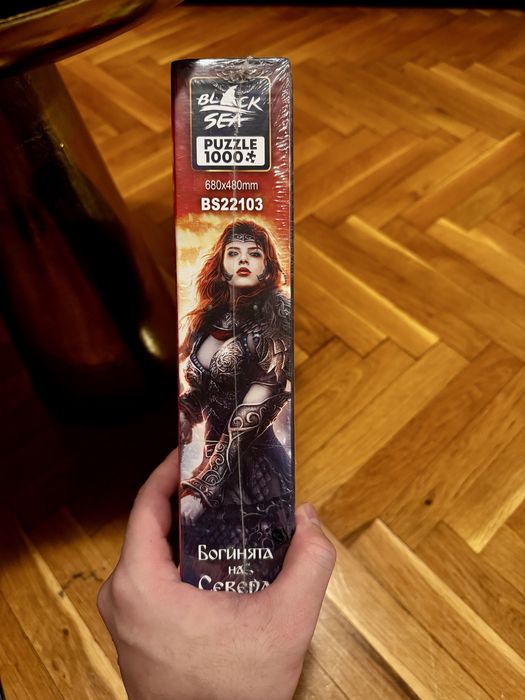 BLACK
SEA
PUZZLE
1000
680x480mm
BS22103
Богинята
на
Севера